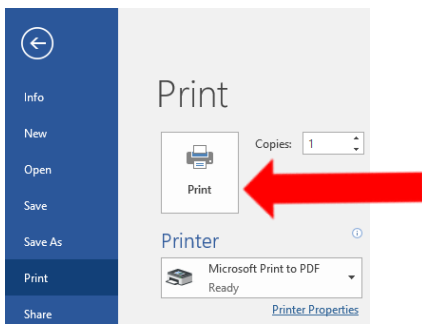 Info
New
Open
Save
Save As
Print
Share
Print
Print
Copies: 1
Printer
Microsoft Print to PDF
Ready
Printer Properties